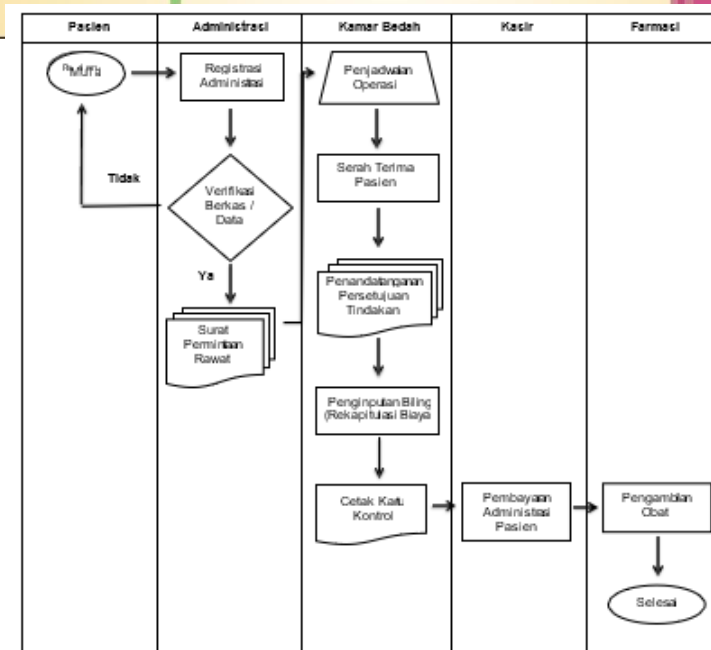 Pasien
Administrasi
Kamar Bedah
Kasir
Farmasi
Registrasi
Administasi
Penjadwalan
Operasi
Serah Terima
Pasien
Tidak
Verifikasi
Berkas /
Data
Ya
Penandatanganan
Persetujuan
Tindakan
Surat
Permintaan
Rawat
Penginputan Biling
(Rekapitulasi Biaya
Cetak Kartu
Kontrol
Pembayaran
Administrasi
Pasien
Pengambilan
Obat
Selesai